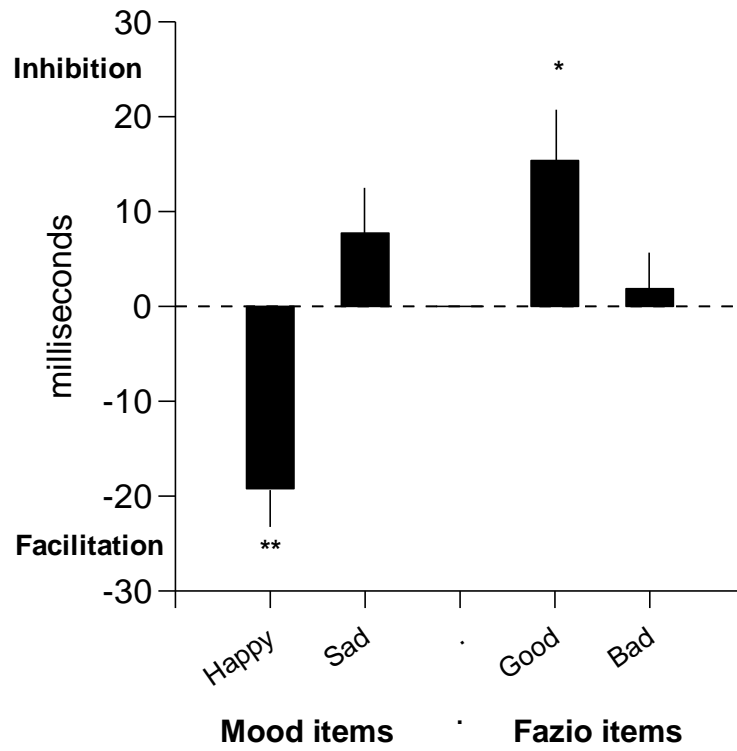 30
Inhibition
*
20
10
milliseconds
0
-10
-20
Facilitation
**
-30
Happy Sad . Good Bad
Mood items . Fazio items